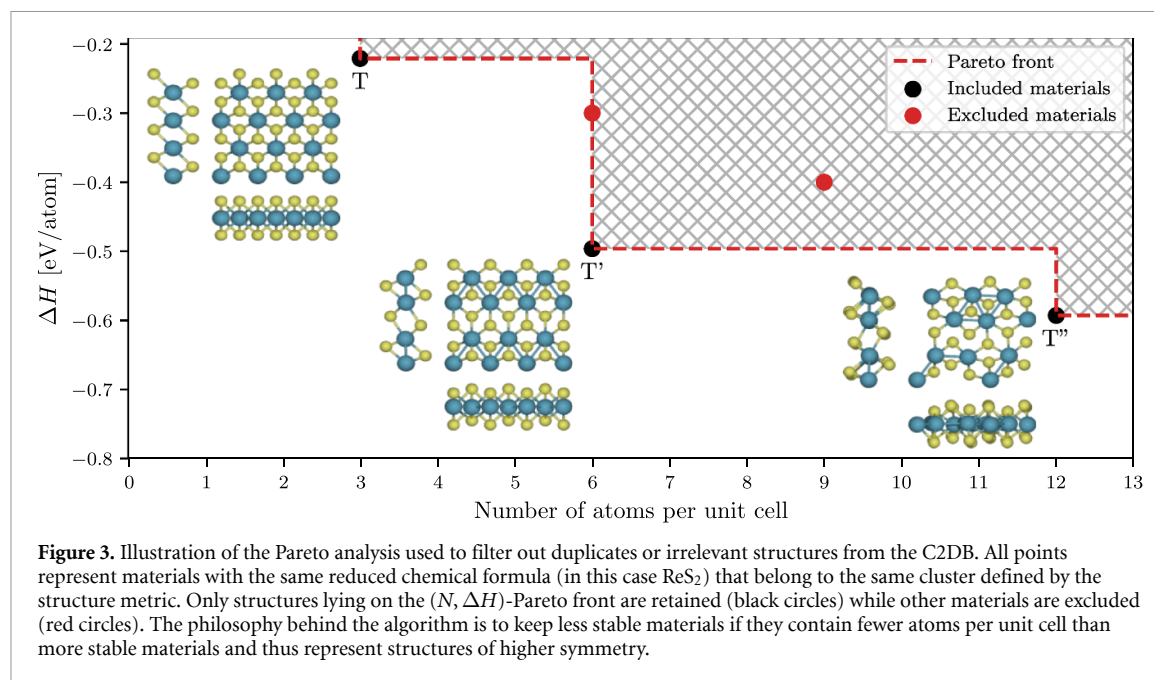 −0.2
−0.3
−0.4
−0.5
−0.6
−0.7
−0.8
ΔH [eV/atom]
T
T'
T”
Pareto front
Included materials
Excluded materials
0 1 2 3 4 5 6 7 8 9 10 11 12 13
Number of atoms per unit cell
Figure 3. Illustration of the Pareto analysis used to filter out duplicates or irrelevant structures from the C2DB. All points
represent materials with the same reduced chemical formula (in this case ReS₂) that belong to the same cluster defined by the
structure metric. Only structures lying on the (N, ΔH)-Pareto front are retained (black circles) while other materials are excluded
(red circles). The philosophy behind the algorithm is to keep less stable materials if they contain fewer atoms per unit cell than
more stable materials and thus represent structures of higher symmetry.